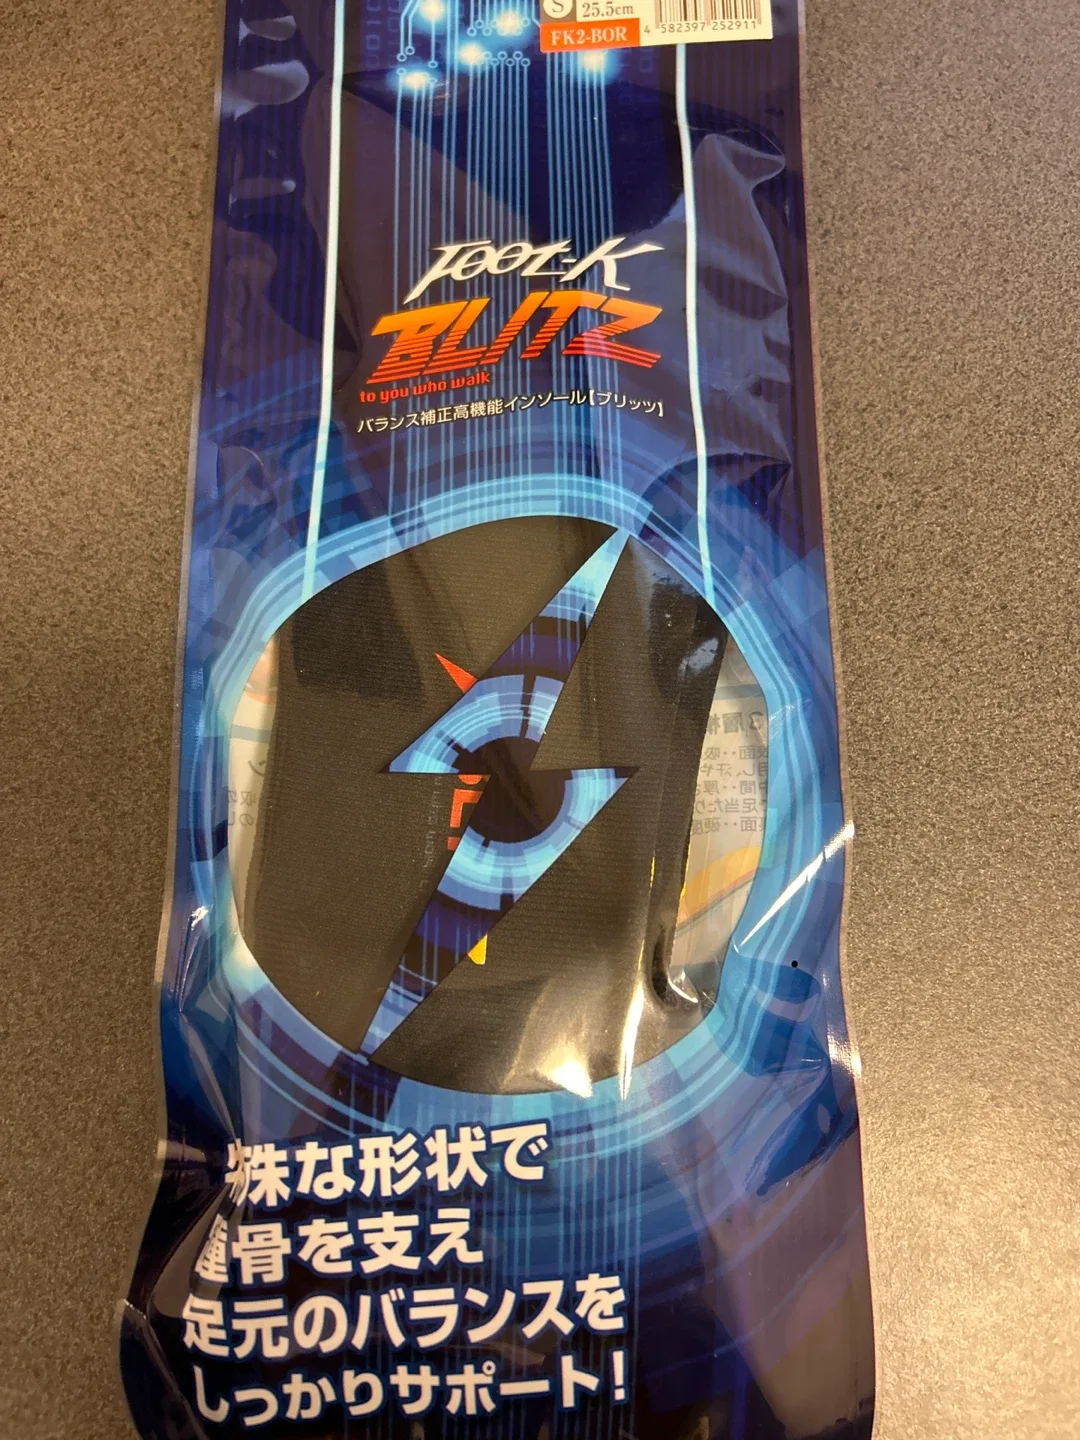 S 25.5cm
FK2-BOR 4 582397 252911
Foot-K
BLITZ
to you who walk
バランス補正高機能インソール【ブリッツ】
殊な形状で
踵骨を支え
足元のバランスを
しっかりサポート!